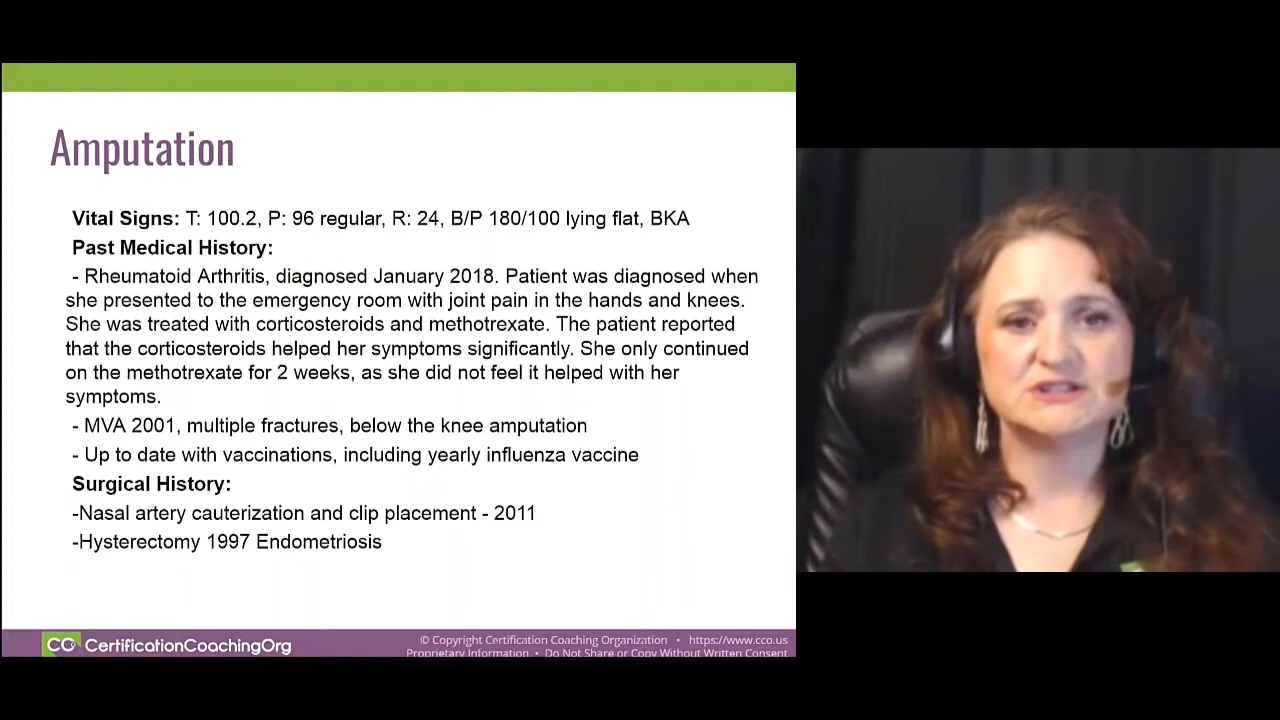 Amputation
Vital Signs: T: 100.2, P: 96 regular, R: 24, B/P 180/100 lying flat, BKA
Past Medical History:
- Rheumatoid Arthritis, diagnosed January 2018. Patient was diagnosed when
she presented to the emergency room with joint pain in the hands and knees.
She was treated with corticosteroids and methotrexate. The patient reported
that the corticosteroids helped her symptoms significantly. She only continued
on the methotrexate for 2 weeks, as she did not feel it helped with her
symptoms.
- MVA 2001, multiple fractures, below the knee amputation
- Up to date with vaccinations, including yearly influenza vaccine
Surgical History:
-Nasal artery cauterization and clip placement - 2011
-Hysterectomy 1997 Endometriosis
CCO CertificationCoachingOrg
© Copyright Certification Coaching Organization • https://www.cco.us
Proprietary Information • Do Not Share or Copy Without Written Consent